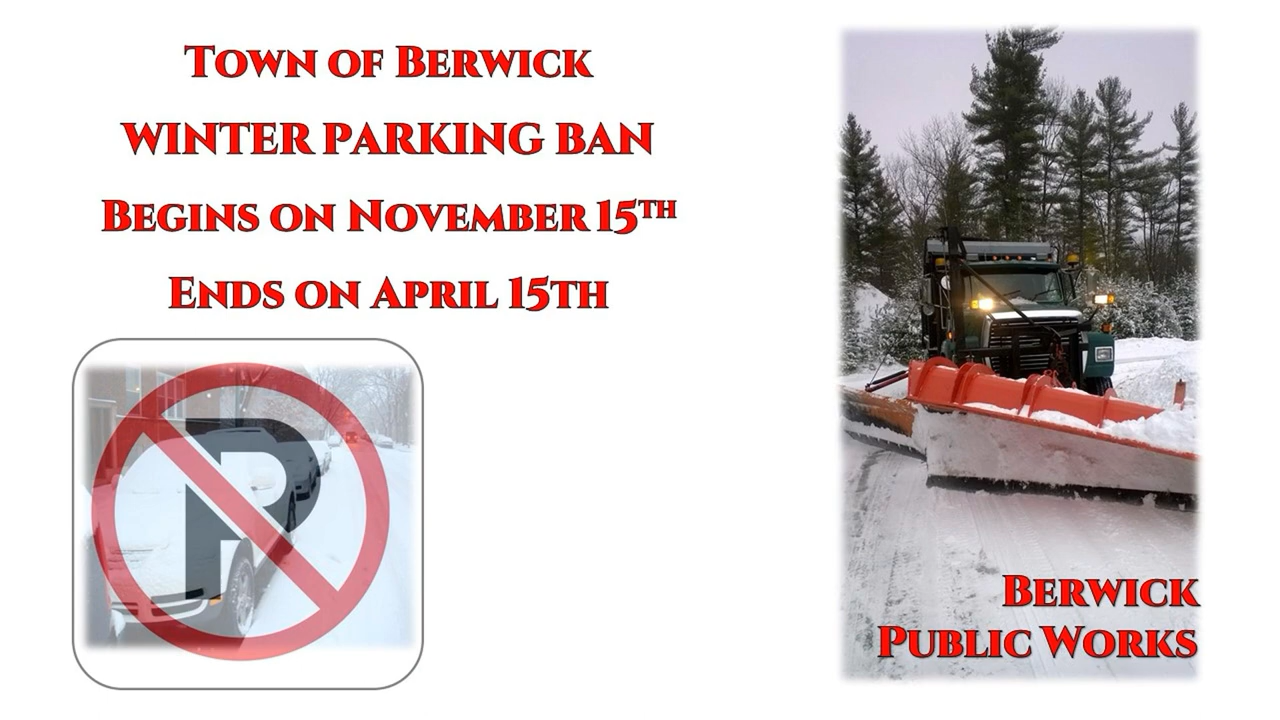 Town of Berwick
WINTER PARKING BAN
Begins on November 15TH
Ends on April 15th
P
Berwick
Public Works